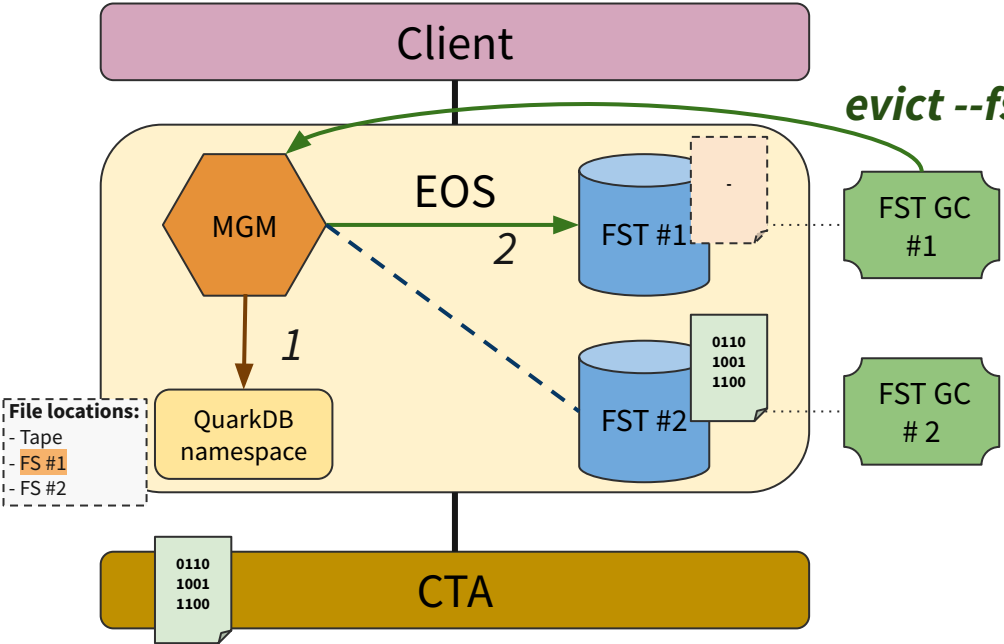 Client
evict --fs
EOS
MGM
2
FST #1
-
FST GC
#1
1
QuarkDB
namespace
File locations:
- Tape
- FS #1
- FS #2
FST #2
0110
1001
1100
FST GC
# 2
0110
1001
1100
CTA